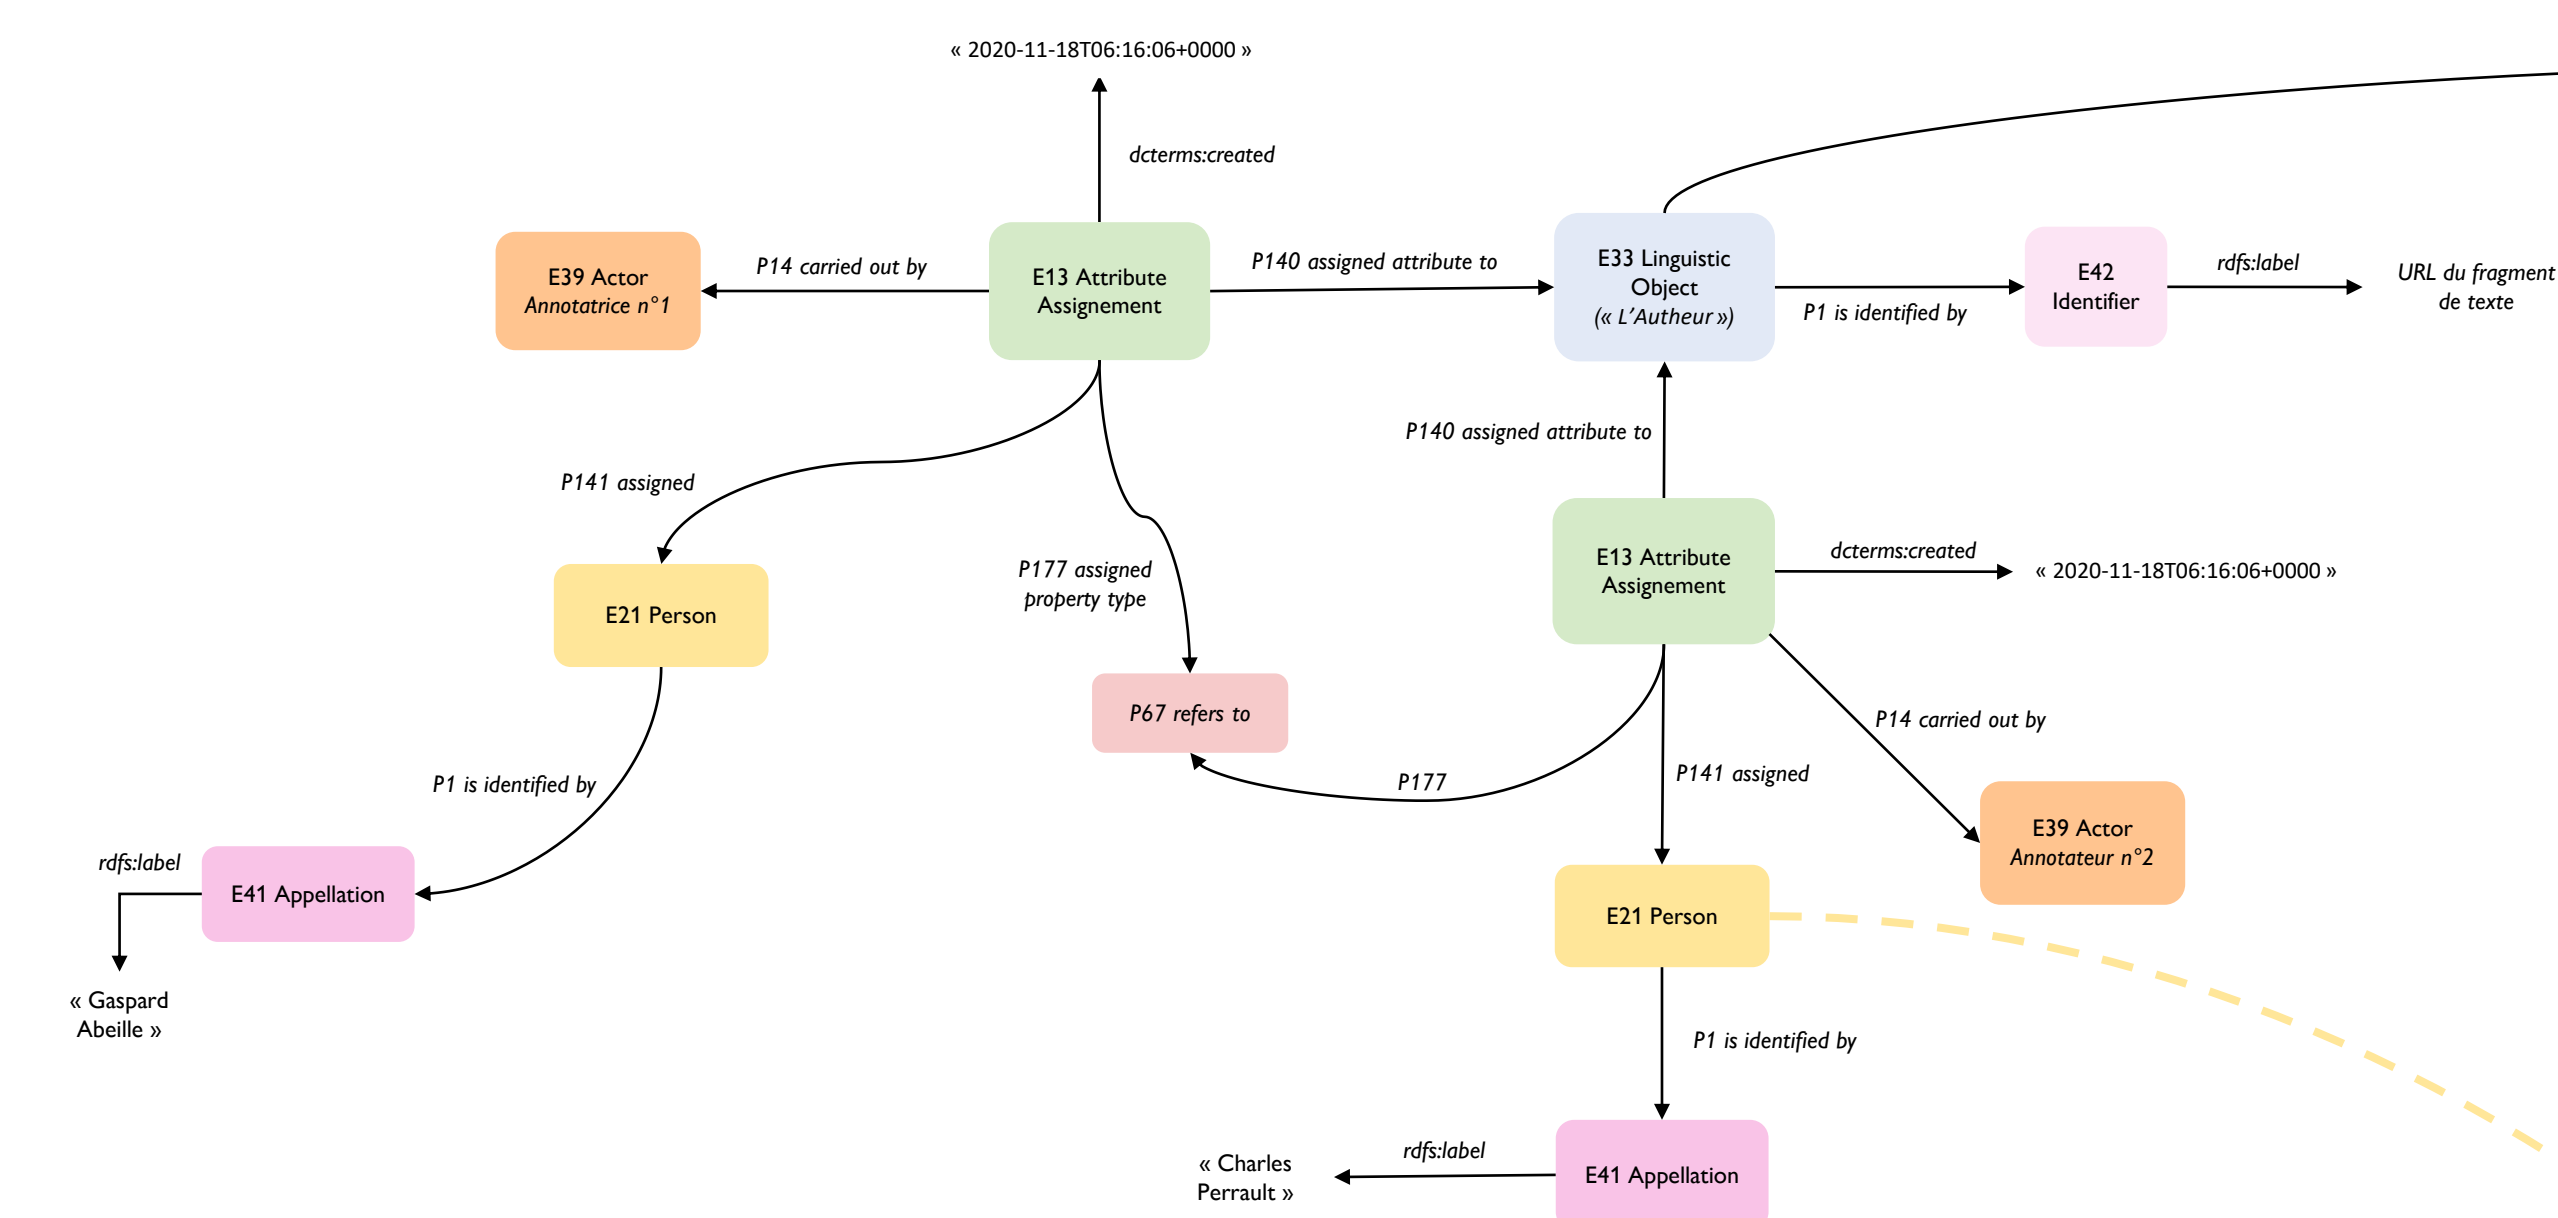 « 2020-11-18T06:16:06+0000 »
dcterms:created
E39 Actor
Annotatrice n°1
P14 carried out by
E13 Attribute
Assignement
P140 assigned attribute to
E33 Linguistic
Object
(« L’Autheur »)
P1 is identified by
E42
Identifier
rdfs:label
URL du fragment
de texte
P140 assigned attribute to
P141 assigned
P177 assigned
property type
E13 Attribute
Assignement
dcterms:created
« 2020-11-18T06:16:06+0000 »
E21 Person
P67 refers to
P14 carried out by
P177
P141 assigned
P1 is identified by
E39 Actor
Annotateur n°2
rdfs:label
E41 Appellation
E21 Person
« Gaspard
Abeille »
P1 is identified by
« Charles
Perrault »
rdfs:label
E41 Appellation